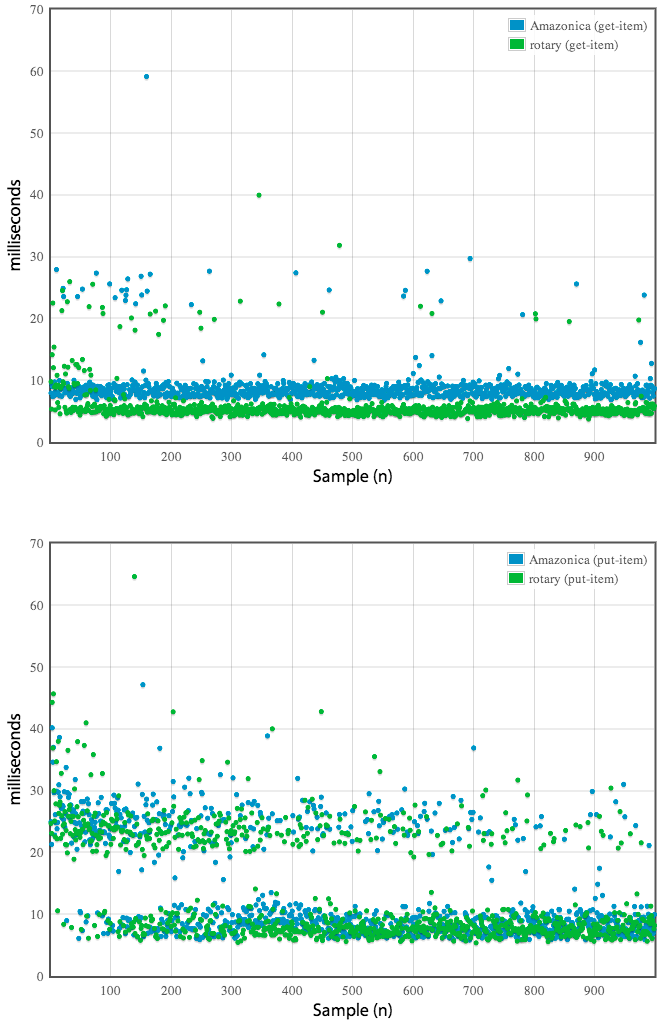 70
60
50
40
30
20
10
0
milliseconds
Amazonica (get-item)
rotary (get-item)
100 200 300 400 500 600 700 800 900
Sample (n)
70
60
50
40
30
20
10
0
milliseconds
Amazonica (put-item)
rotary (put-item)
100 200 300 400 500 600 700 800 900
Sample (n)